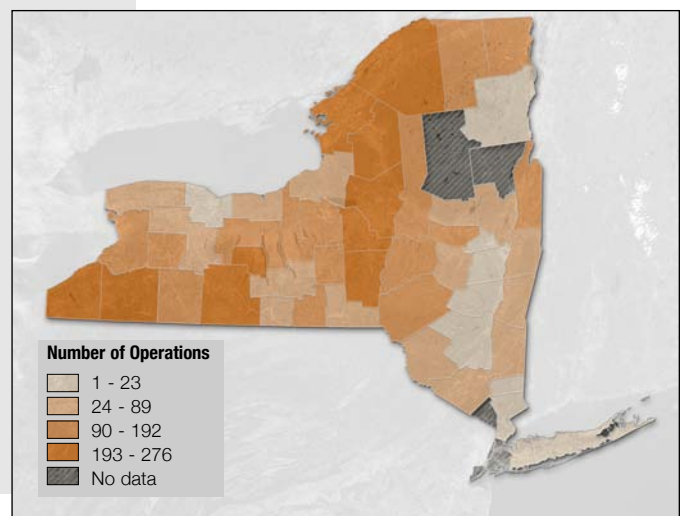 Number of Operations
1 - 23
24 - 89
90 - 192
193 - 276
No data